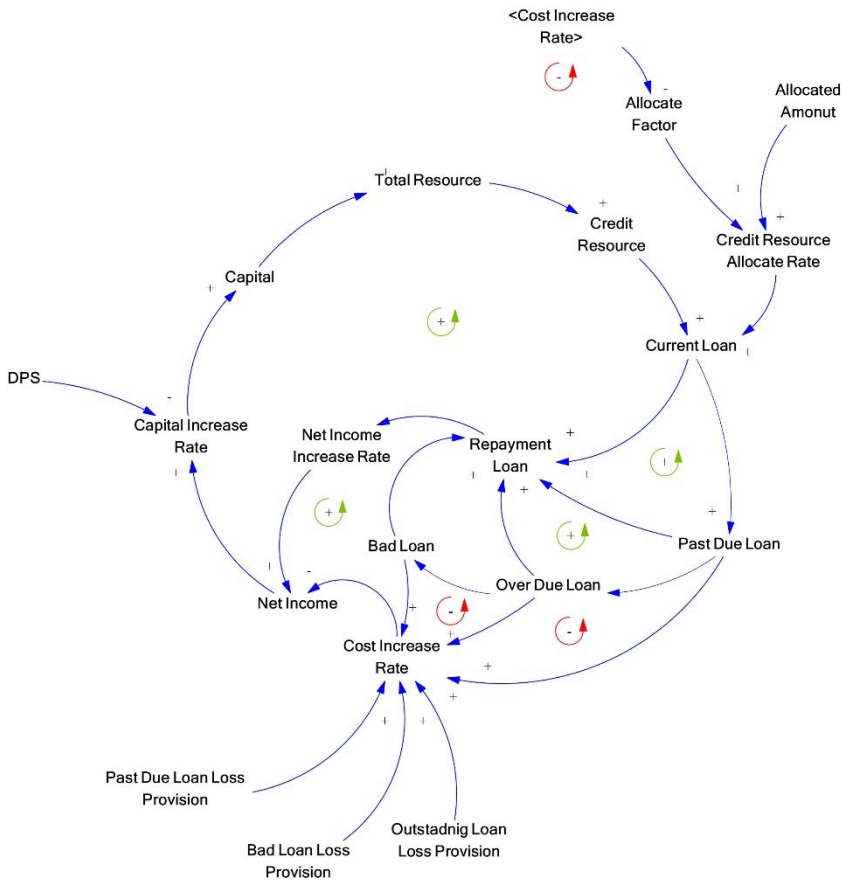 <Cost Increase
Rate>
-
-
Allocate
Factor
Allocated
Amonut
Total Resource
+
Credit
Resource
+
Credit Resource
Allocate Rate
Capital
+
+
+
Current Loan
DPS
-
Capital Increase
Rate
Net Income
Increase Rate
Repayment
Loan
+
+
+
+
+
Past Due Loan
Bad Loan
Over Due Loan
-
Net Income
+
-
+
-
Cost Increase
Rate
+
+
Past Due Loan Loss
Provision
Bad Loan Loss
Provision
Outstadnig Loan
Loss Provision